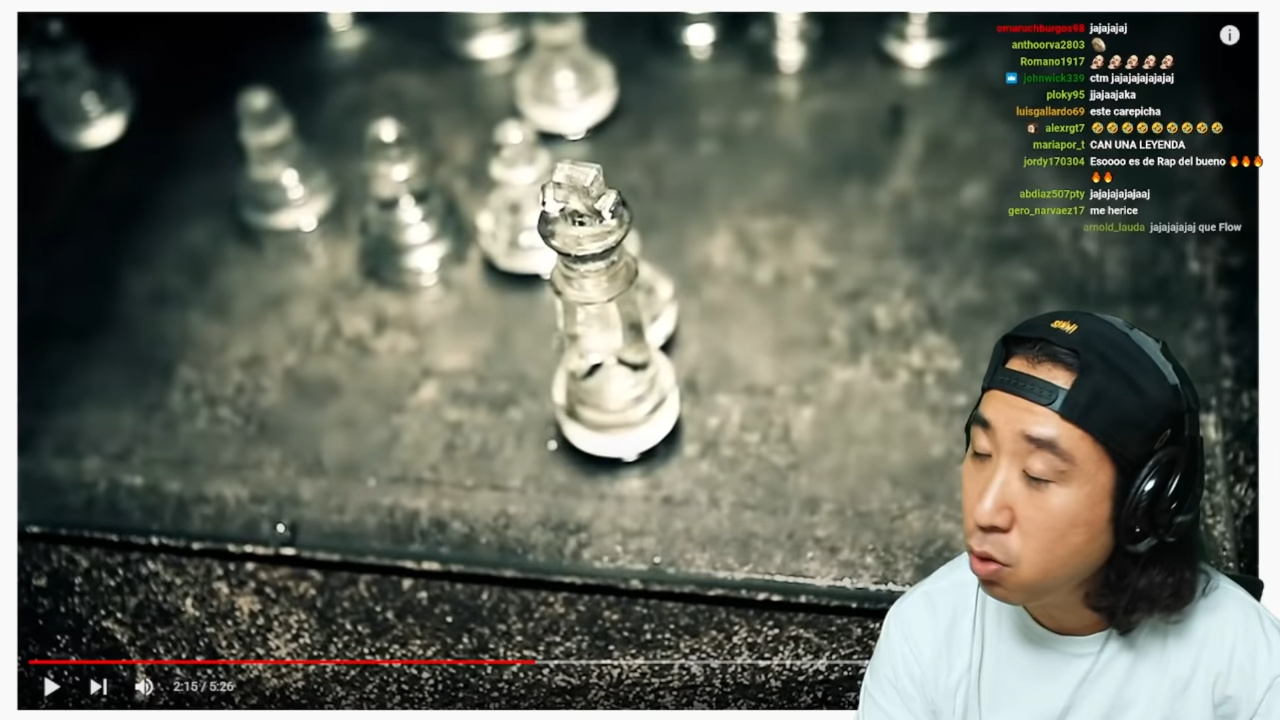 omaruchburgos98 jajajajaj
anthoorva2803
Romano1917
johnwick339 ctm jajajajajajajaj
ploky95 jjajaajaka
luisgallardo69 este carepicha
alexrgt7
mariapor_t CAN UNA LEYENDA
jordy170304 Esoooo es de Rap del bueno
abdiaz507pty jajajajajajaaj
gero_narvaez17 me herice
arnold_lauda jajajajajaj que Flow
2:15 / 5:26